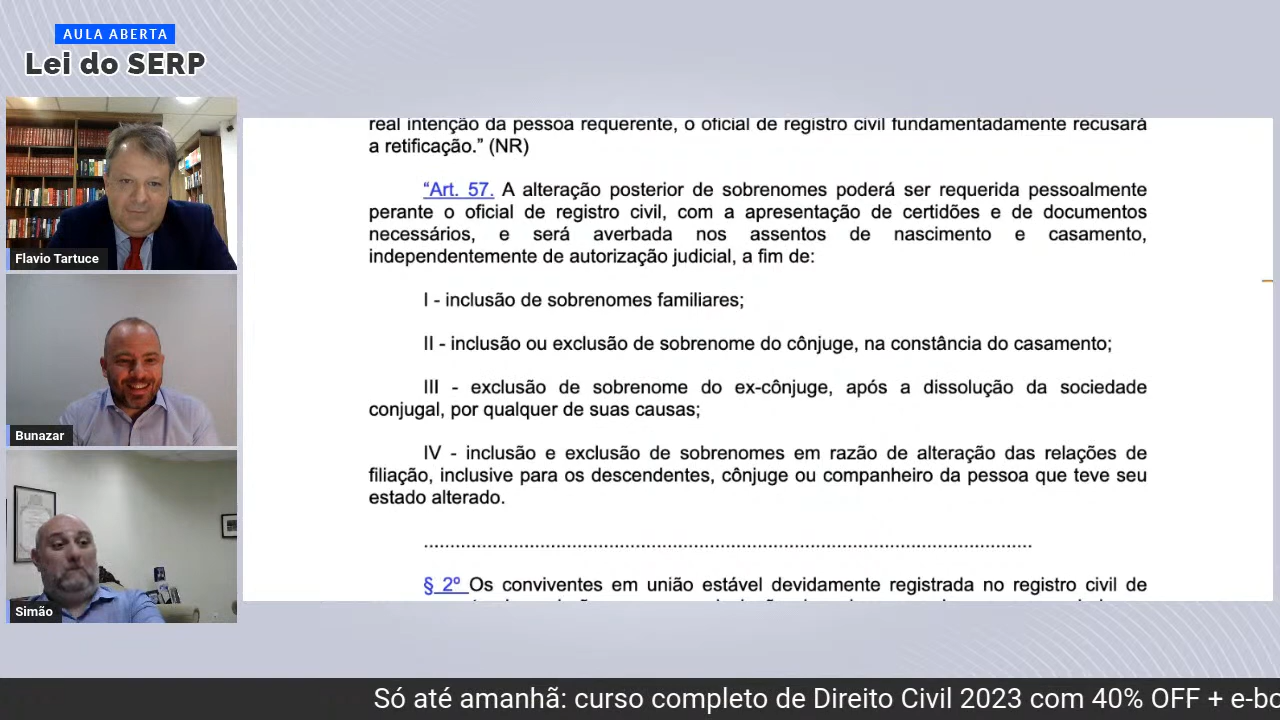 AULA ABERTA
Lei do SERP
Flavio Tartuce
Bunazar
Simão
real intenção da pessoa requerente, o oficial de registro civil fundamentadamente recusará
a retificação.” (NR)
“Art. 57. A alteração posterior de sobrenomes poderá ser requerida pessoalmente
perante o oficial de registro civil, com a apresentação de certidões e de documentos
necessários, e será averbada nos assentos de nascimento e casamento,
independentemente de autorização judicial, a fim de:
I - inclusão de sobrenomes familiares;
II - inclusão ou exclusão de sobrenome do cônjuge, na constância do casamento;
III - exclusão de sobrenome do ex-cônjuge, após a dissolução da sociedade
conjugal, por qualquer de suas causas;
IV - inclusão e exclusão de sobrenomes em razão de alteração das relações de
filiação, inclusive para os descendentes, cônjuge ou companheiro da pessoa que teve seu
estado alterado.
....................................................................................................................
§ 2º Os conviventes em união estável devidamente registrada no registro civil de
Só até amanhã: curso completo de Direito Civil 2023 com 40% OFF + e-bo